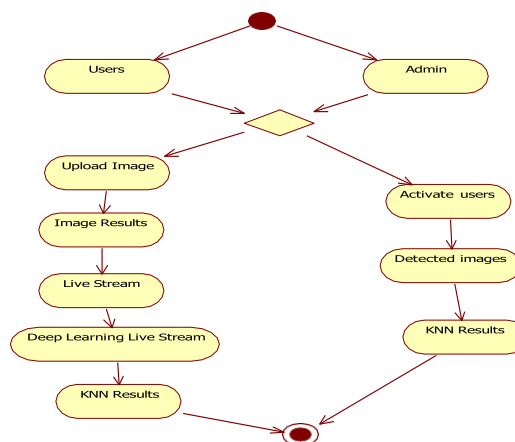 Users
Admin
Upload Image
Activate users
Image Results
Detected images
Live Stream
Deep Learning Live Stream
KNN Results
KNN Results